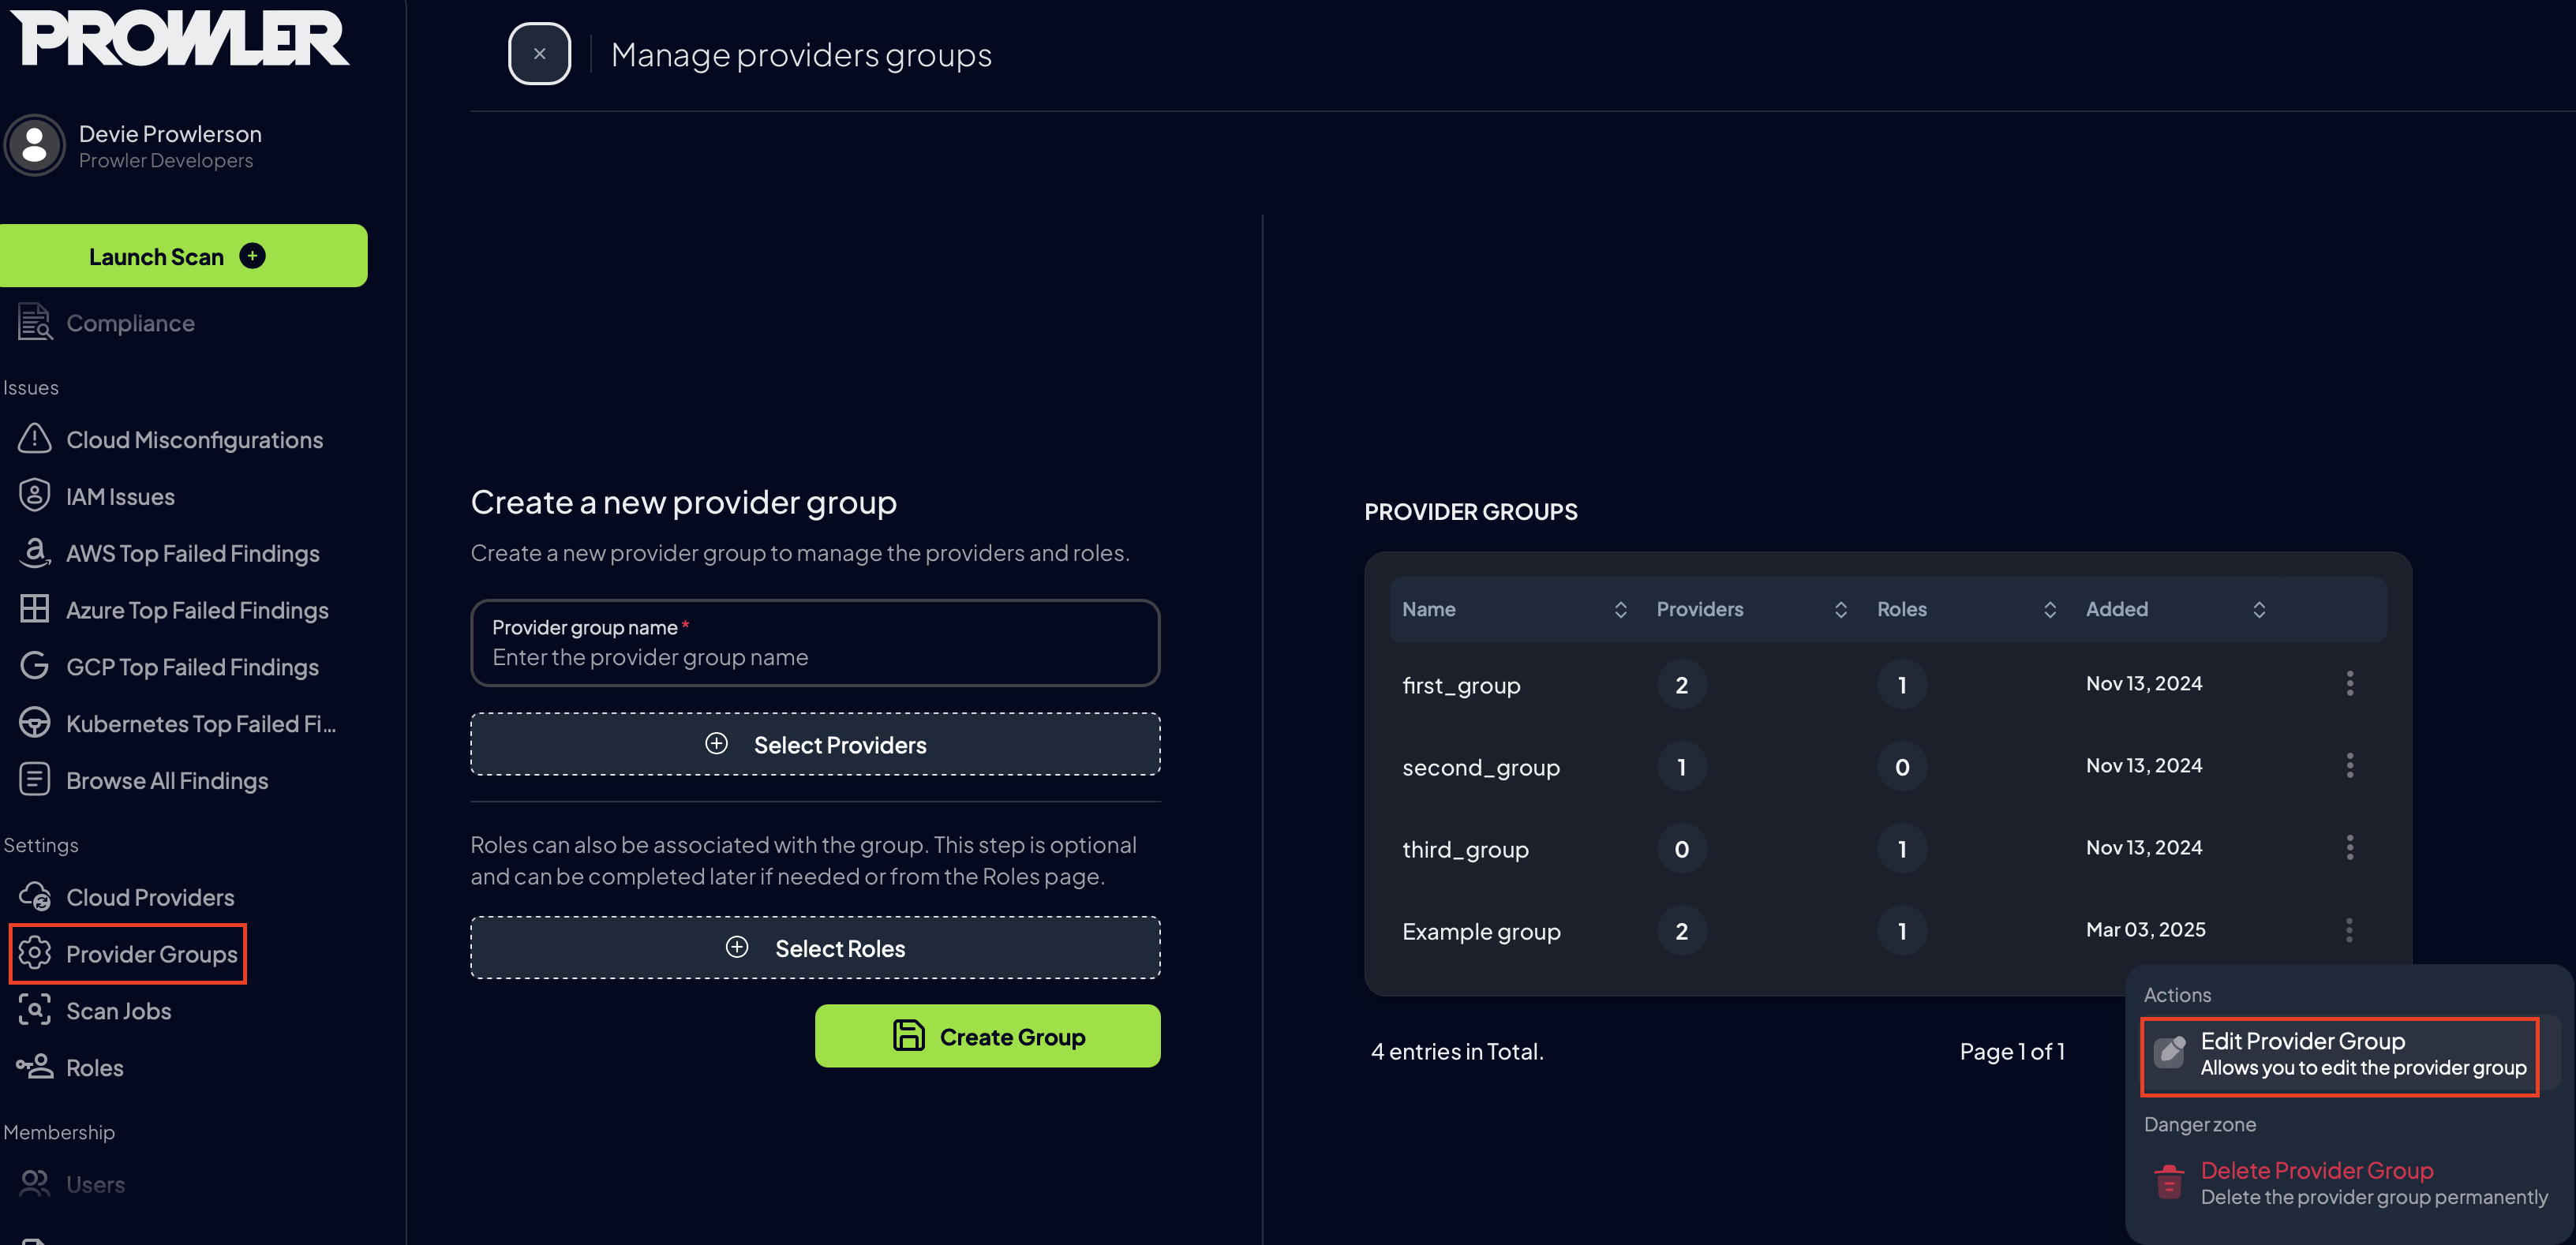 PROWLER
Devie Prowlerson
Prowler Developers
Launch Scan
Compliance
Issues
Cloud Misconfigurations
IAM Issues
AWS Top Failed Findings
Azure Top Failed Findings
GCP Top Failed Findings
Kubernetes Top Failed Fi...
Browse All Findings
Settings
Cloud Providers
Provider Groups
Scan Jobs
Roles
Membership
Users
Manage providers groups
Create a new provider group
Create a new provider group to manage the providers and roles.
Provider group name *
Enter the provider group name
Select Providers
Roles can also be associated with the group. This step is optional
and can be completed later if needed or from the Roles page.
Select Roles
Create Group
PROVIDER GROUPS
Name Providers Roles Added
first_group 2 1 Nov 13, 2024
second_group 1 0 Nov 13, 2024
third_group 0 1 Nov 13, 2024
Example group 2 1 Mar 03, 2025
4 entries in Total. Page 1 of 1
Actions
Edit Provider Group
Allows you to edit the provider group
Danger zone
Delete Provider Group
Delete the provider group permanently